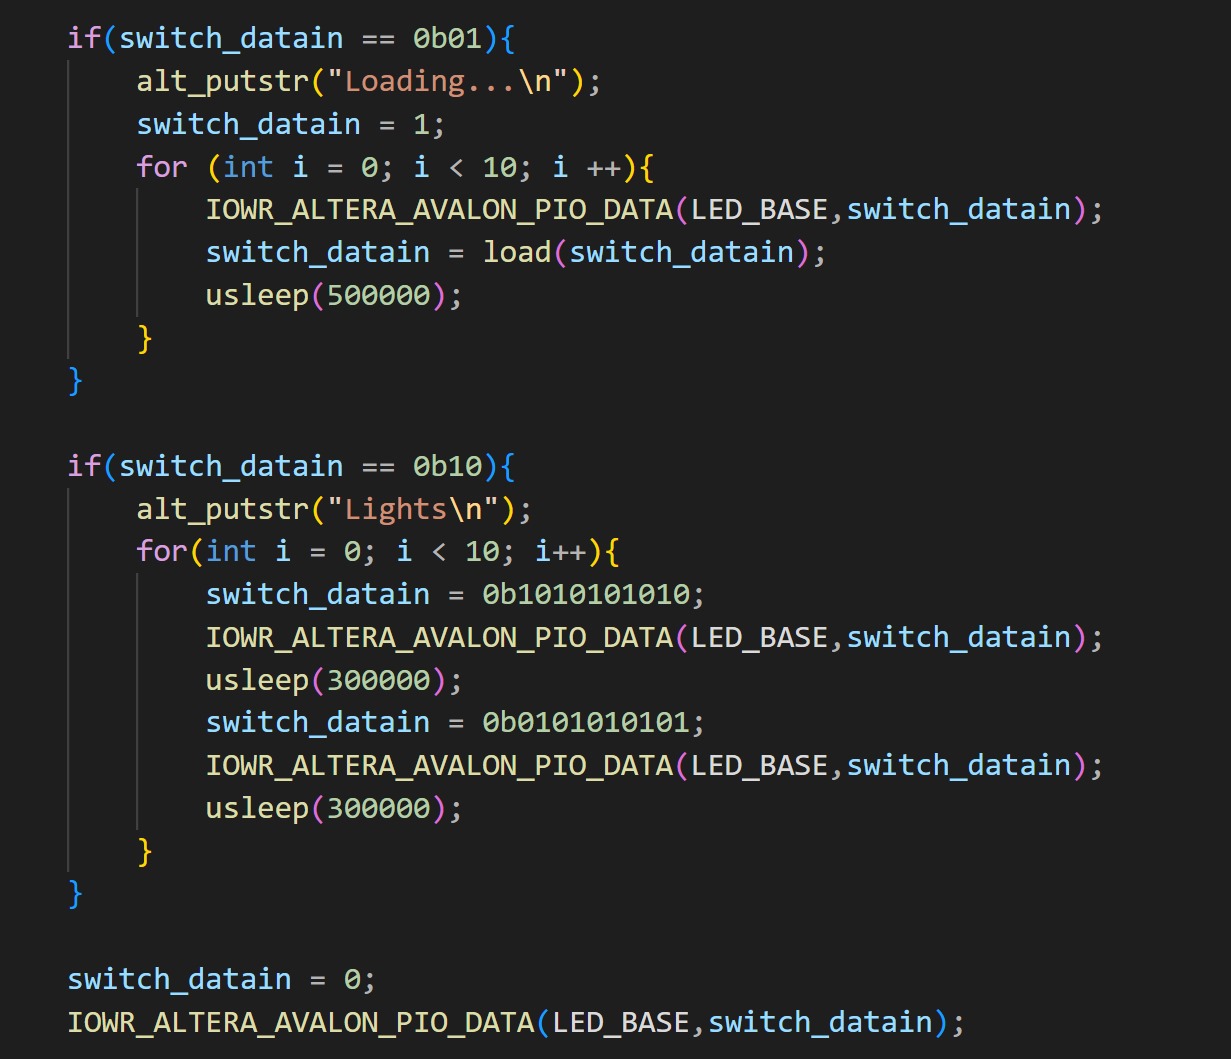 if(switch_datain == 0b01){
    alt_putstr("Loading...\n");
    switch_datain = 1;
    for (int i = 0; i < 10; i ++){
        IOWR_ALTERA_AVALON_PIO_DATA(LED_BASE,switch_datain);
        switch_datain = load(switch_datain);
        usleep(500000);
    }
}

if(switch_datain == 0b10){
    alt_putstr("Lights\n");
    for(int i = 0; i < 10; i++){
        switch_datain = 0b1010101010;
        IOWR_ALTERA_AVALON_PIO_DATA(LED_BASE,switch_datain);
        usleep(300000);
        switch_datain = 0b0101010101;
        IOWR_ALTERA_AVALON_PIO_DATA(LED_BASE,switch_datain);
        usleep(300000);
    }
}

switch_datain = 0;
IOWR_ALTERA_AVALON_PIO_DATA(LED_BASE,switch_datain);